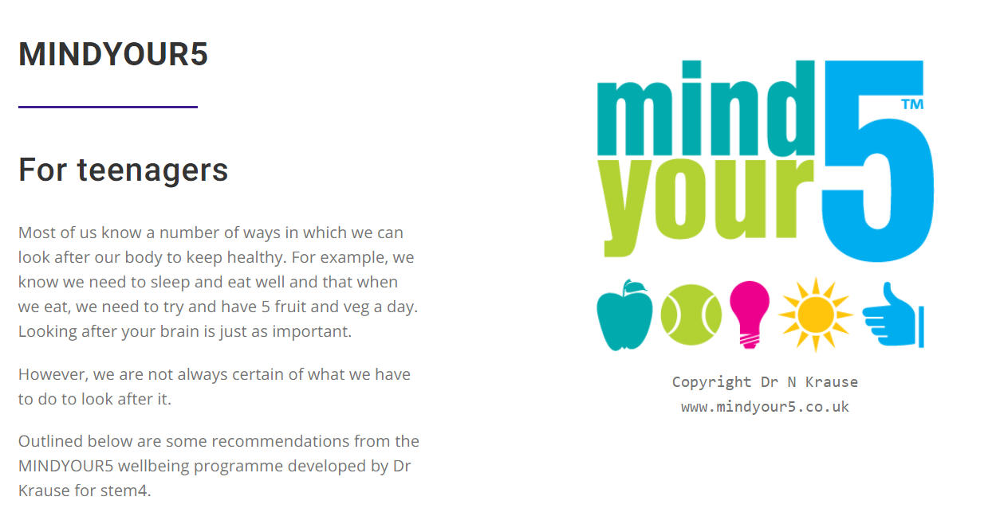 MINDYOUR5
For teenagers
Most of us know a number of ways in which we can
look after our body to keep healthy. For example, we
know we need to sleep and eat well and that when
we eat, we need to try and have 5 fruit and veg a day.
Looking after your brain is just as important.
However, we are not always certain of what we have
to do to look after it.
Outlined below are some recommendations from the
MINDYOUR5 wellbeing programme developed by Dr
Krause for stem4.
mind
your
5
TM
Copyright Dr N Krause
www.mindyour5.co.uk